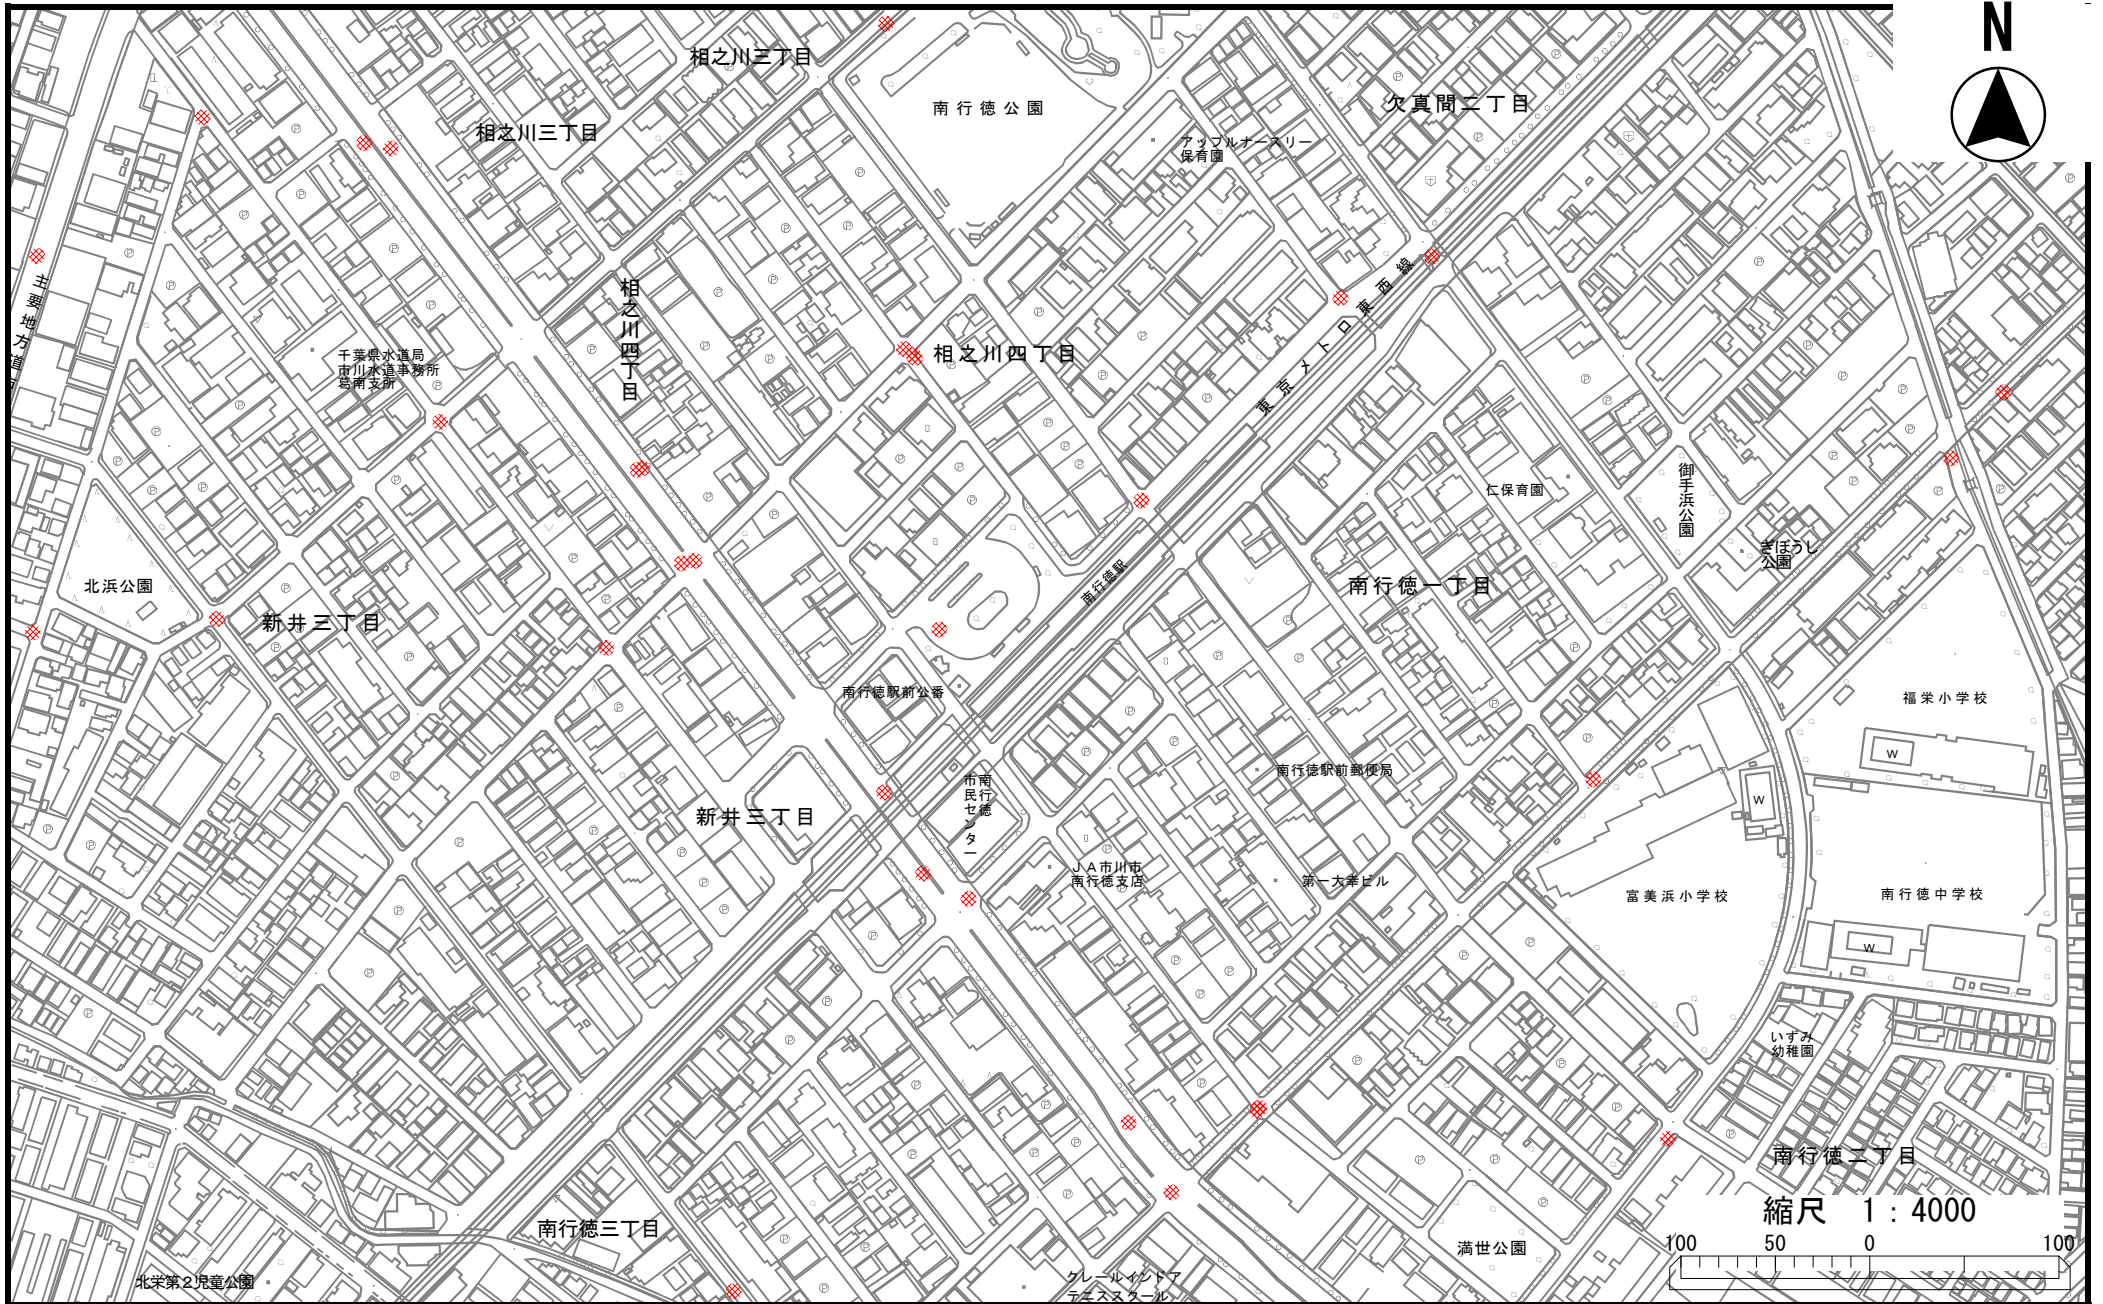 N
相之川三丁目
南行徳公園
欠真間二丁目
相之川三丁目
アップルナースリー
保育園
主要地方道
相之川四丁目
東京メトロ東西線
千葉県水道局
市川水道事務所
葛南支所
相之川四丁目
仁保育園
御手浜公園
ぎぼうし
公園
北浜公園
新井三丁目
南行徳駅
南行徳一丁目
南行徳駅前公番
福栄小学校
W
南行徳駅前郵便局
南行徳
市民センター
W
新井三丁目
JA市川市
南行徳支店
第一大幸ビル
富美浜小学校
南行徳中学校
W
いずみ
幼稚園
南行徳二丁目
縮尺 1:4000
南行徳三丁目
満世公園
100 50 0 100
北栄第2児童公園
グレールインドア
テニススクール